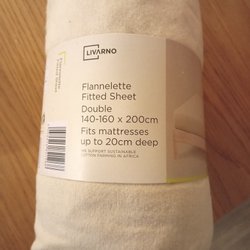 LIVARNO
Flannelette
Fitted Sheet
Double
140-160 x 200cm
Fits mattresses
up to 20cm deep
WE SUPPORT SUSTAINABLE
COTTON FARMING IN AFRICA